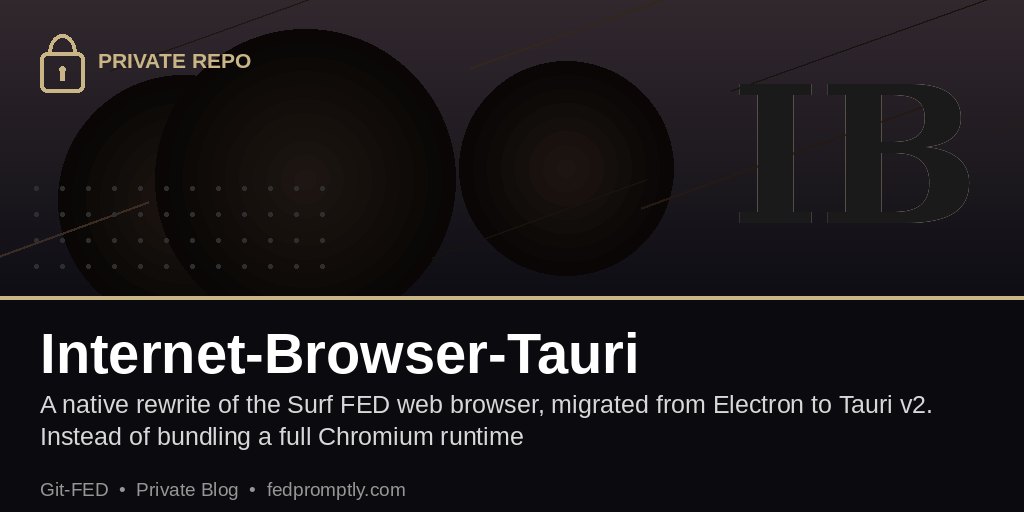 PRIVATE REPO
IB
Internet-Browser-Tauri
A native rewrite of the Surf FED web browser, migrated from Electron to Tauri v2.
Instead of bundling a full Chromium runtime
Git-FED • Private Blog • fedpromptly.com